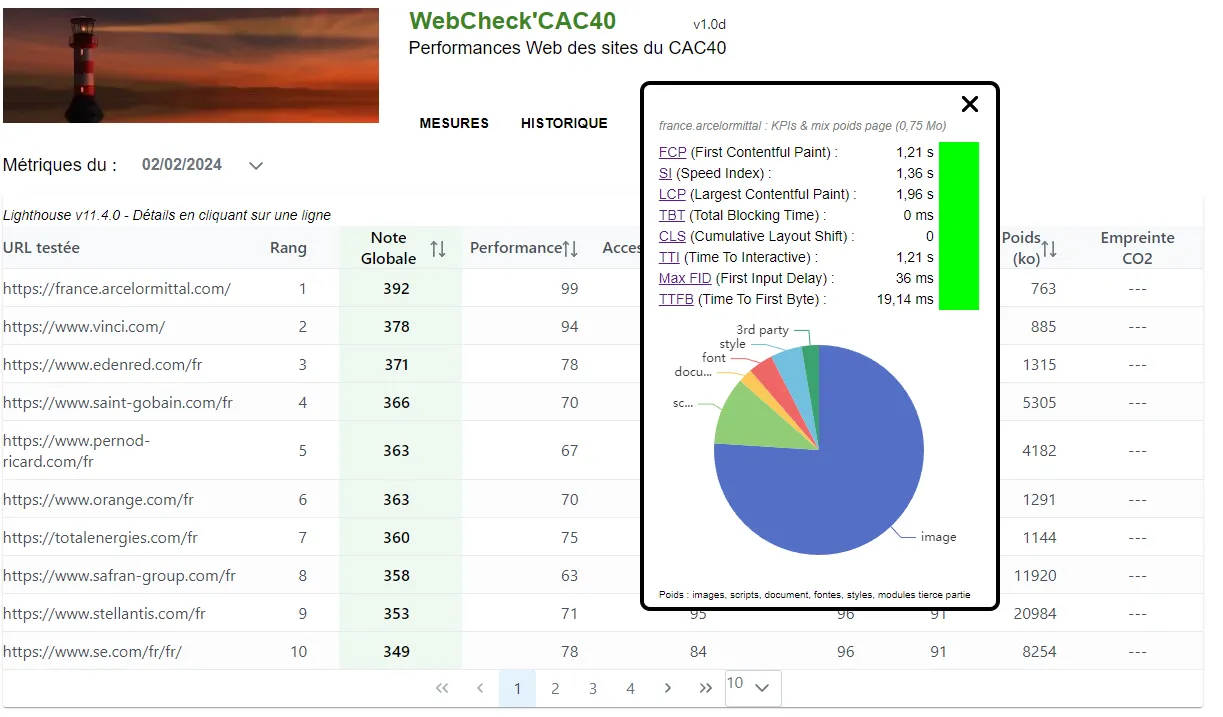 WebCheck'CAC40 v1.0d
Performances Web des sites du CAC40
MESURES HISTORIQUE
Métriques du : 02/02/2024
Lighthouse v11.4.0 - Détails en cliquant sur une ligne
URL testée Rang Note Globale Performance Acces Poids (ko) Empreinte CO2
https://france.arcelormittal.com/ 1 392 99 763 ---
https://www.vinci.com/ 2 378 94 885 ---
https://www.edenred.com/fr 3 371 78 1315 ---
https://www.saint-gobain.com/fr 4 366 70 5305 ---
https://www.pernod-
ricard.com/fr 5 363 67 4182 ---
https://www.orange.com/fr 6 363 70 1291 ---
https://totalenergies.com/fr 7 360 75 1144 ---
https://www.safran-group.com/fr 8 358 63 11920 ---
https://www.stellantis.com/fr 9 353 71 95 96 91 20984 ---
https://www.se.com/fr/fr/ 10 349 78 84 96 91 8254 ---
1 2 3 4 10
france.arcelormittal : KPIs & mix poids page (0,75 Mo)
FCP (First Contentful Paint) : 1,21 s
SI (Speed Index) : 1,36 s
LCP (Largest Contentful Paint) : 1,96 s
TBT (Total Blocking Time) : 0 ms
CLS (Cumulative Layout Shift) : 0
TTI (Time To Interactive) : 1,21 s
Max FID (First Input Delay) : 36 ms
TTFB (Time To First Byte) : 19,14 ms
3rd party
style
font
docu...
sc...
image
Poids : images, scripts, document, fontes, styles, modules tierce partie